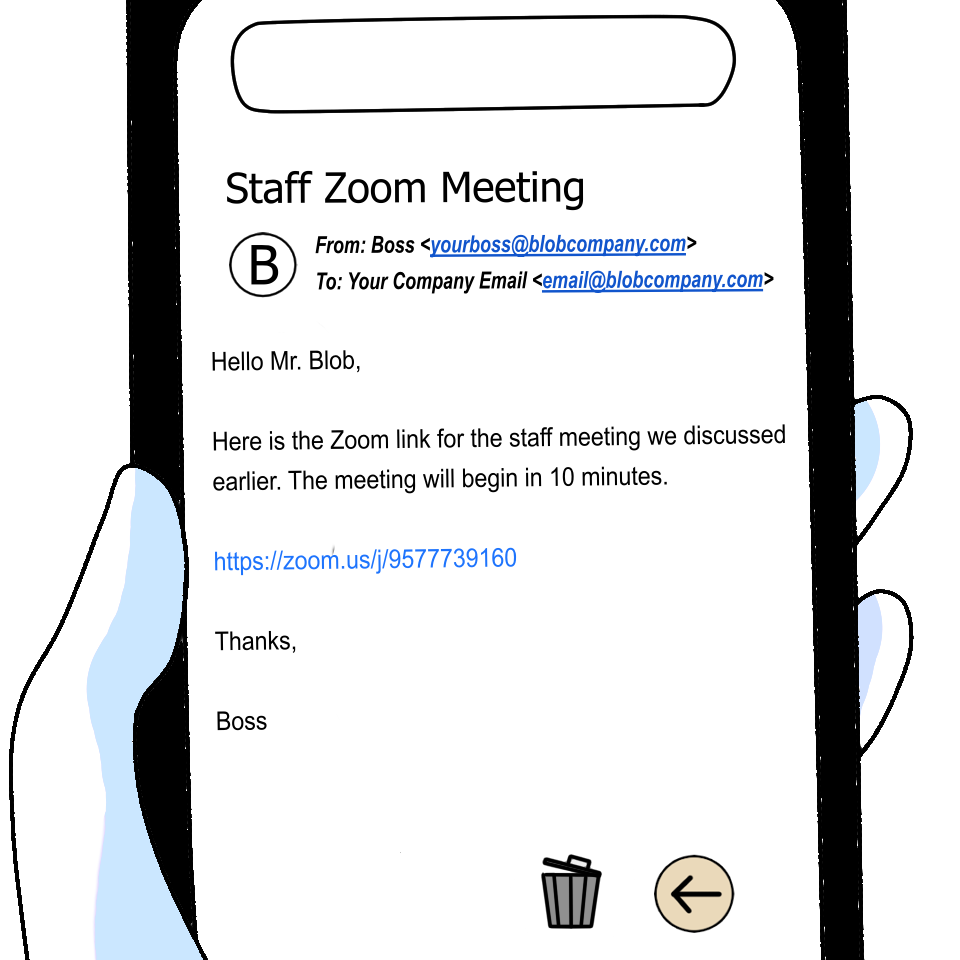 Staff Zoom Meeting
B
From: Boss <yourboss@blobcompany.com>
To: Your Company Email <email@blobcompany.com>
Hello Mr. Blob,
Here is the Zoom link for the staff meeting we discussed
earlier. The meeting will begin in 10 minutes.
https://zoom.us/j/9577739160
Thanks,
Boss